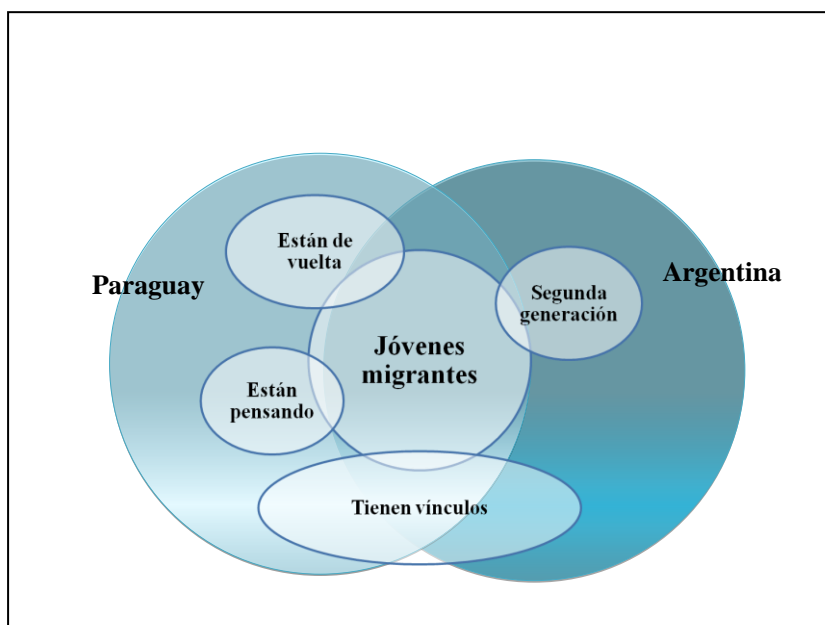 Están de
vuelta
Paraguay
Argentina
Segunda
generación
Jóvenes
migrantes
Están
pensando
Tienen vínculos